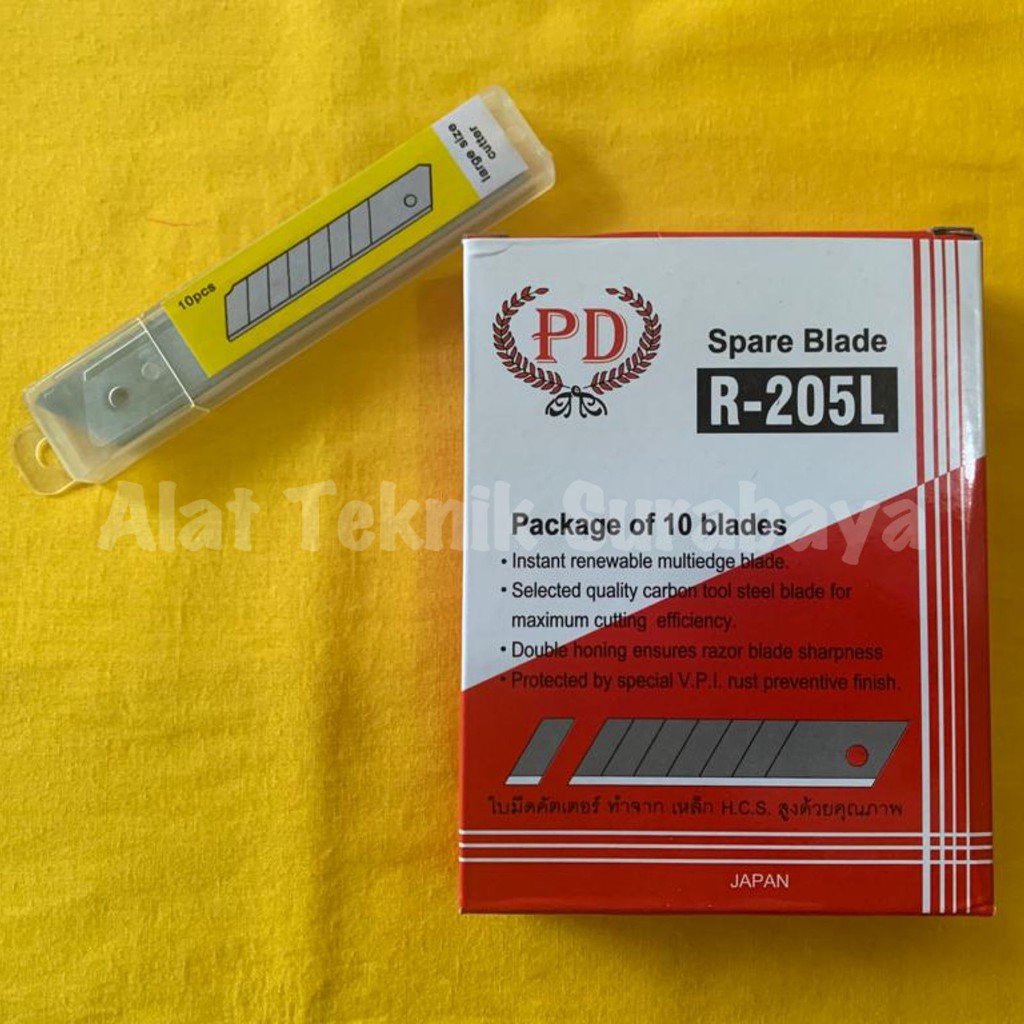 large size
cutter
10pcs
PD
Spare Blade
R-205L
Alat Teknik Surabaya
Package of 10 blades
• Instant renewable multiedge blade.
• Selected quality carbon tool steel blade for
maximum cutting efficiency.
• Double honing ensures razor blade sharpness
• Protected by special V.P.I. rust preventive finish.
ใบมีดคัตเตอร์ ทำจาก เหล็ก H.C.S. สูงด้วยคุณภาพ
JAPAN